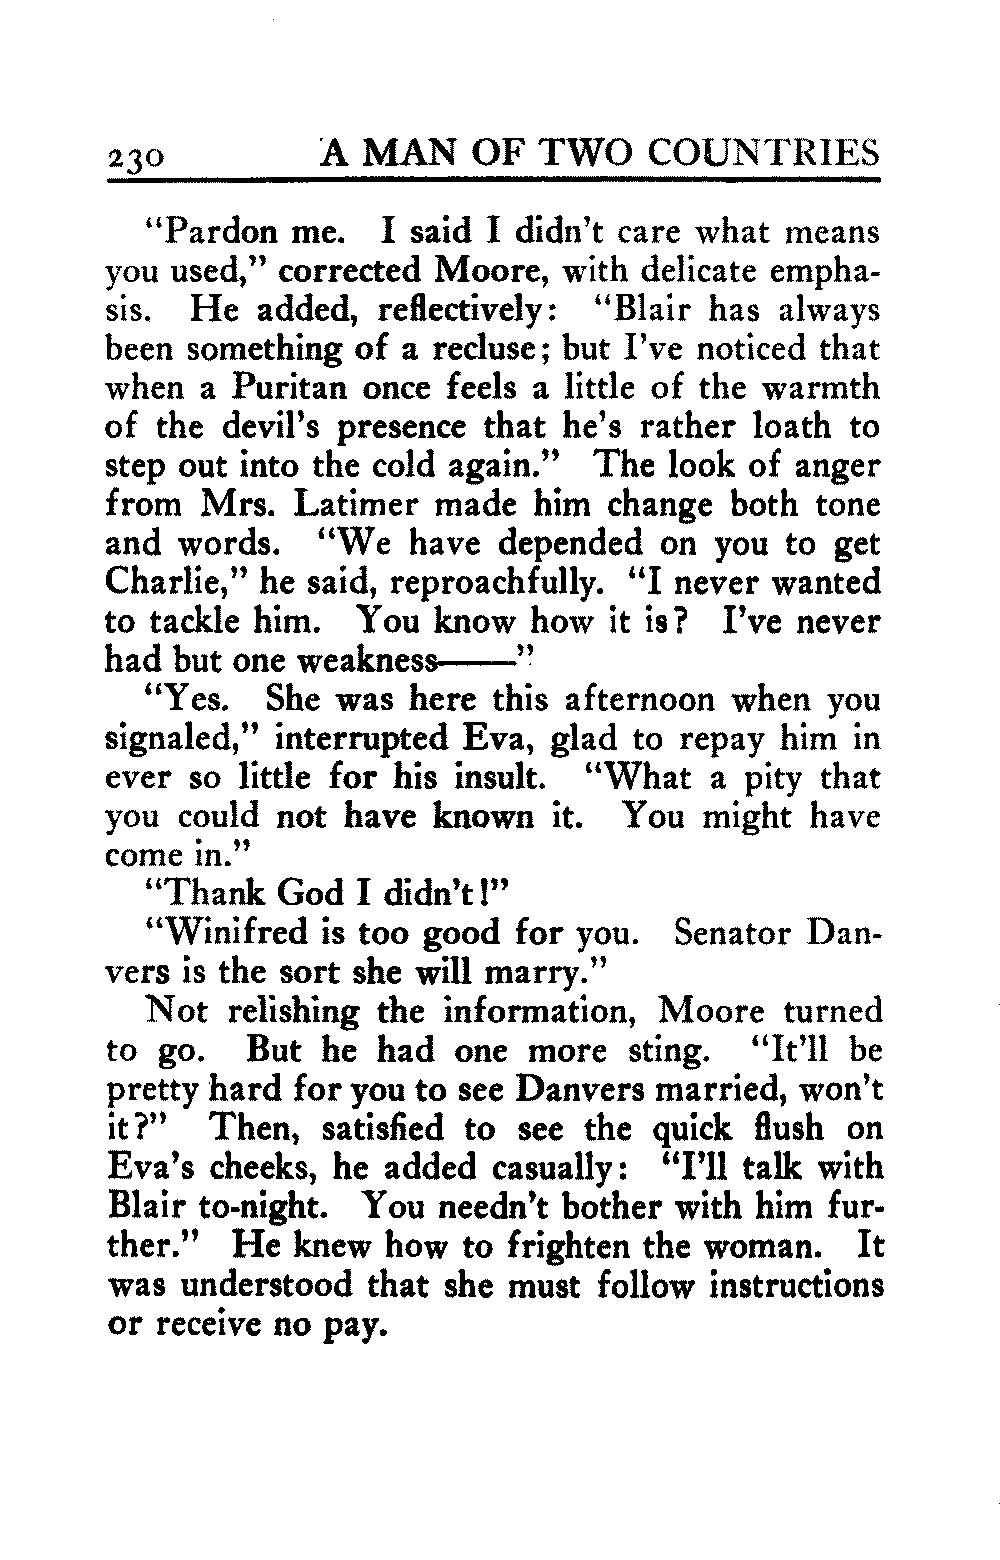 230 A MAN OF TWO COUNTRIES
“Pardon me. I said I didn’t care what means
you used,” corrected Moore, with delicate empha-
sis. He added, reflectively: “Blair has always
been something of a recluse; but I’ve noticed that
when a Puritan once feels a little of the warmth
of the devil’s presence that he’s rather loath to
step out into the cold again.” The look of anger
from Mrs. Latimer made him change both tone
and words. “We have depended on you to get
Charlie,” he said, reproachfully. “I never wanted
to tackle him. You know how it is? I’ve never
had but one weakness——”
“Yes. She was here this afternoon when you
signaled,” interrupted Eva, glad to repay him in
ever so little for his insult. “What a pity that
you could not have known it. You might have
come in.”
“Thank God I didn’t!”
“Winifred is too good for you. Senator Dan-
vers is the sort she will marry.”
Not relishing the information, Moore turned
to go. But he had one more sting. “It’ll be
pretty hard for you to see Danvers married, won’t
it?” Then, satisfied to see the quick flush on
Eva’s cheeks, he added casually: “I’ll talk with
Blair to-night. You needn’t bother with him fur-
ther.” He knew how to frighten the woman. It
was understood that she must follow instructions
or receive no pay.